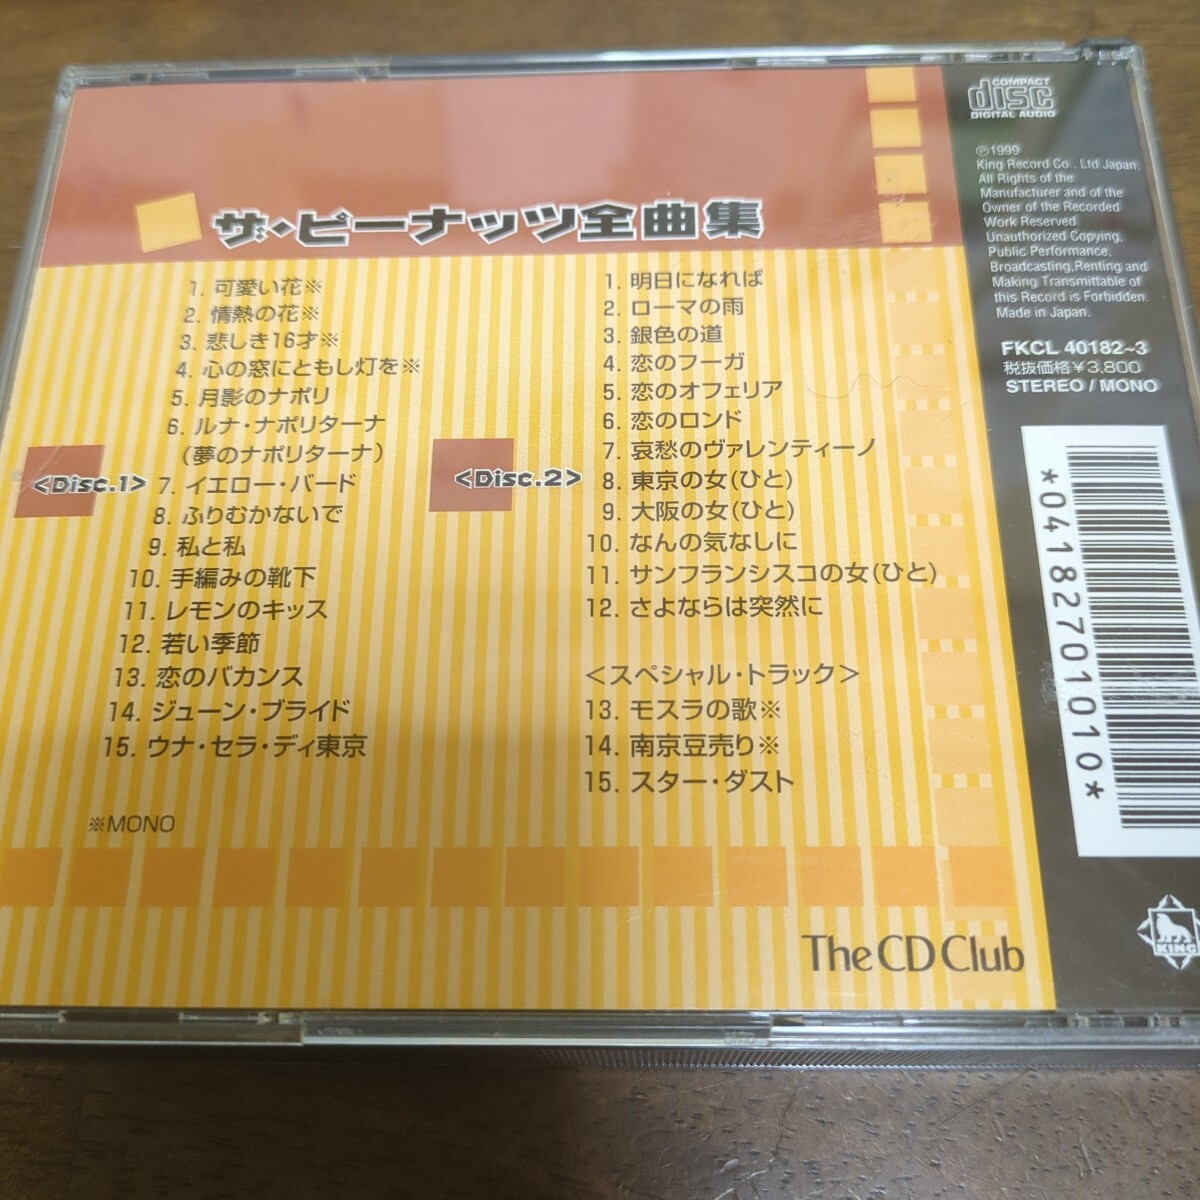 ザ・ピーナッツ全曲集
<Disc.1>
1. 可愛い花※
2. 情熱の花※
3. 悲しき16才※
4. 心の窓にともし灯を※
5. 月影のナポリ
6. ルナ・ナポリターナ
(夢のナポリターナ)
7. イエロー・バード
8. ふりむかないで
9. 私と私
10. 手編みの靴下
11. レモンのキッス
12. 若い季節
13. 恋のバカンス
14. ジューン・ブライド
15. ウナ・セラ・ディ東京
※MONO
<Disc.2>
1. 明日になれば
2. ローマの雨
3. 銀色の道
4. 恋のフーガ
5. 恋のオフェリア
6. 恋のロンド
7. 哀愁のヴァレンティーノ
8. 東京の女(ひと)
9. 大阪の女(ひと)
10. なんの気なしに
11. サンフランシスコの女(ひと)
12. さよならは突然に
<スペシャル・トラック>
13. モスラの歌※
14. 南京豆売り※
15. スター・ダスト
The CD Club
COMPACT
disc
DIGITAL AUDIO
℗1999
King Record Co., Ltd Japan.
All Rights of the
Manufacturer and of the
Owner of the Recorded
Work Reserved.
Unauthorized Copying,
Public Performance,
Broadcasting,Renting and
Making Transmittable of
this Record is Forbidden.
Made in Japan.
FKCL 40182~3
税抜価格¥3,800
STEREO / MONO
*0418270101010*
KING